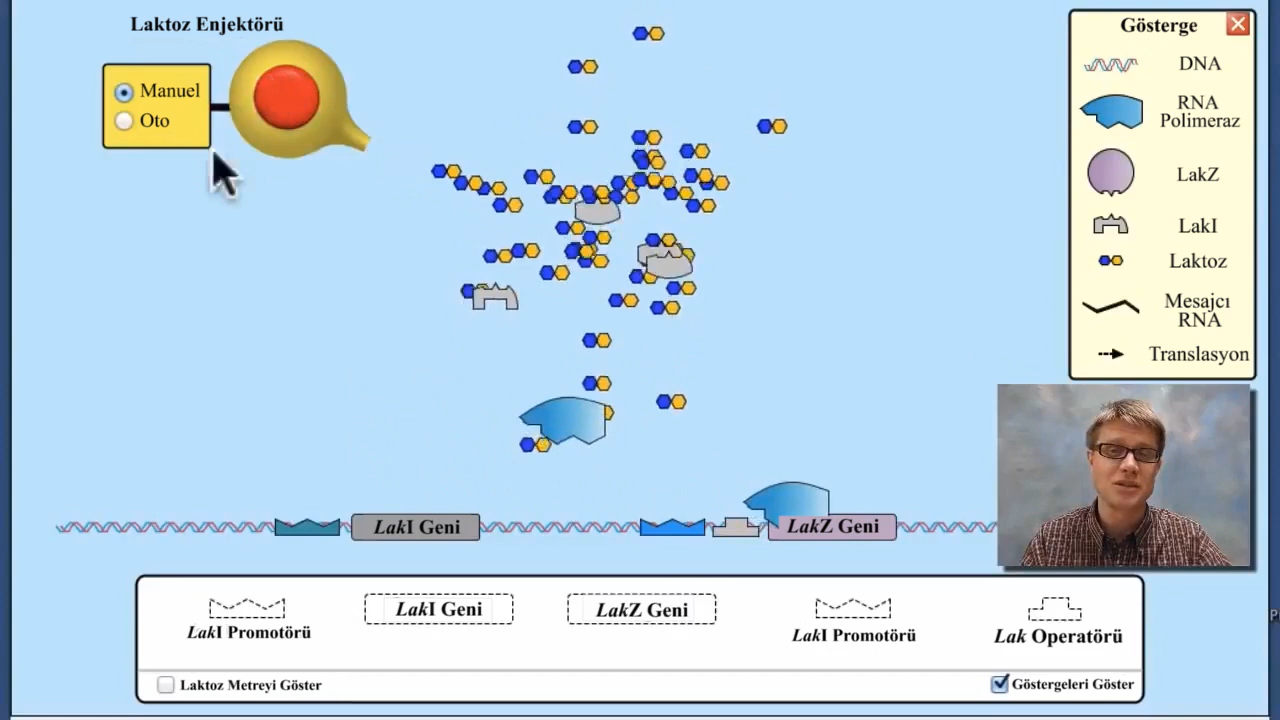 Laktoz Enjektörü
Manuel
Oto
Gösterge
DNA
RNA
Polimeraz
LakZ
LakI
Laktoz
Mesajcı
RNA
Translasyon
LakI Geni
LakZ Geni
LakI Promotörü
LakI Geni
LakZ Geni
LakI Promotörü
Lak Operatörü
Laktoz Metreyi Göster
Göstergeleri Göster